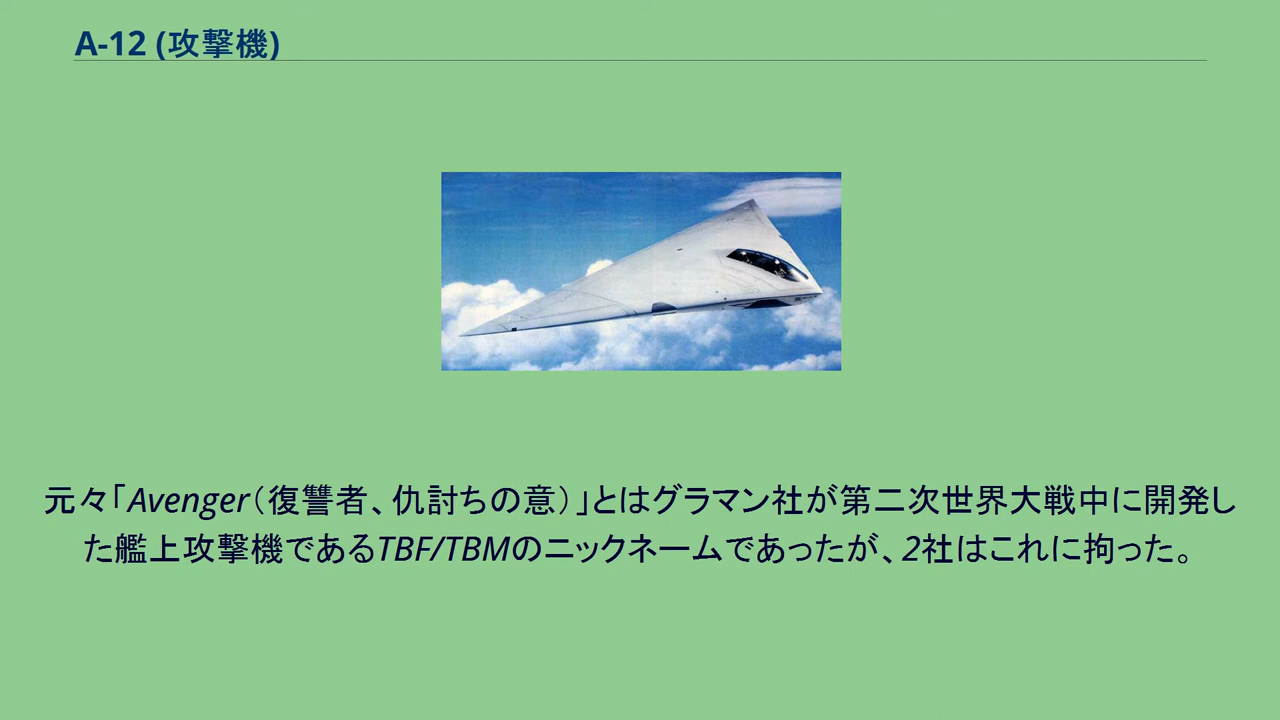 A-12 (攻撃機)
元々「Avenger（復讐者、仇討ちの意）」とはグラマン社が第二次世界大戦中に開発し
た艦上攻撃機であるTBF/TBMのニックネームであったが、2社はこれに拘った。